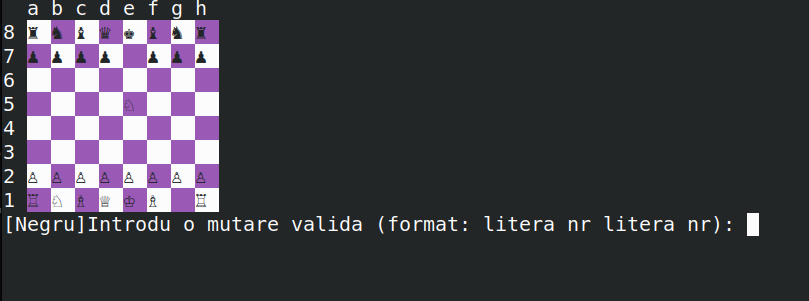 a b c d e f g h
8 ♜ ♞ ♝ ♛ ♚ ♝ ♞ ♜
7 ♟ ♟ ♟ ♟ ♟ ♟ ♟
6
5 ♘
4
3
2 ♙ ♙ ♙ ♙ ♙ ♙ ♙ ♙
1 ♖ ♘ ♗ ♕ ♔ ♗ ♖
[Negru]Introdu o mutare valida (format: litera nr litera nr):